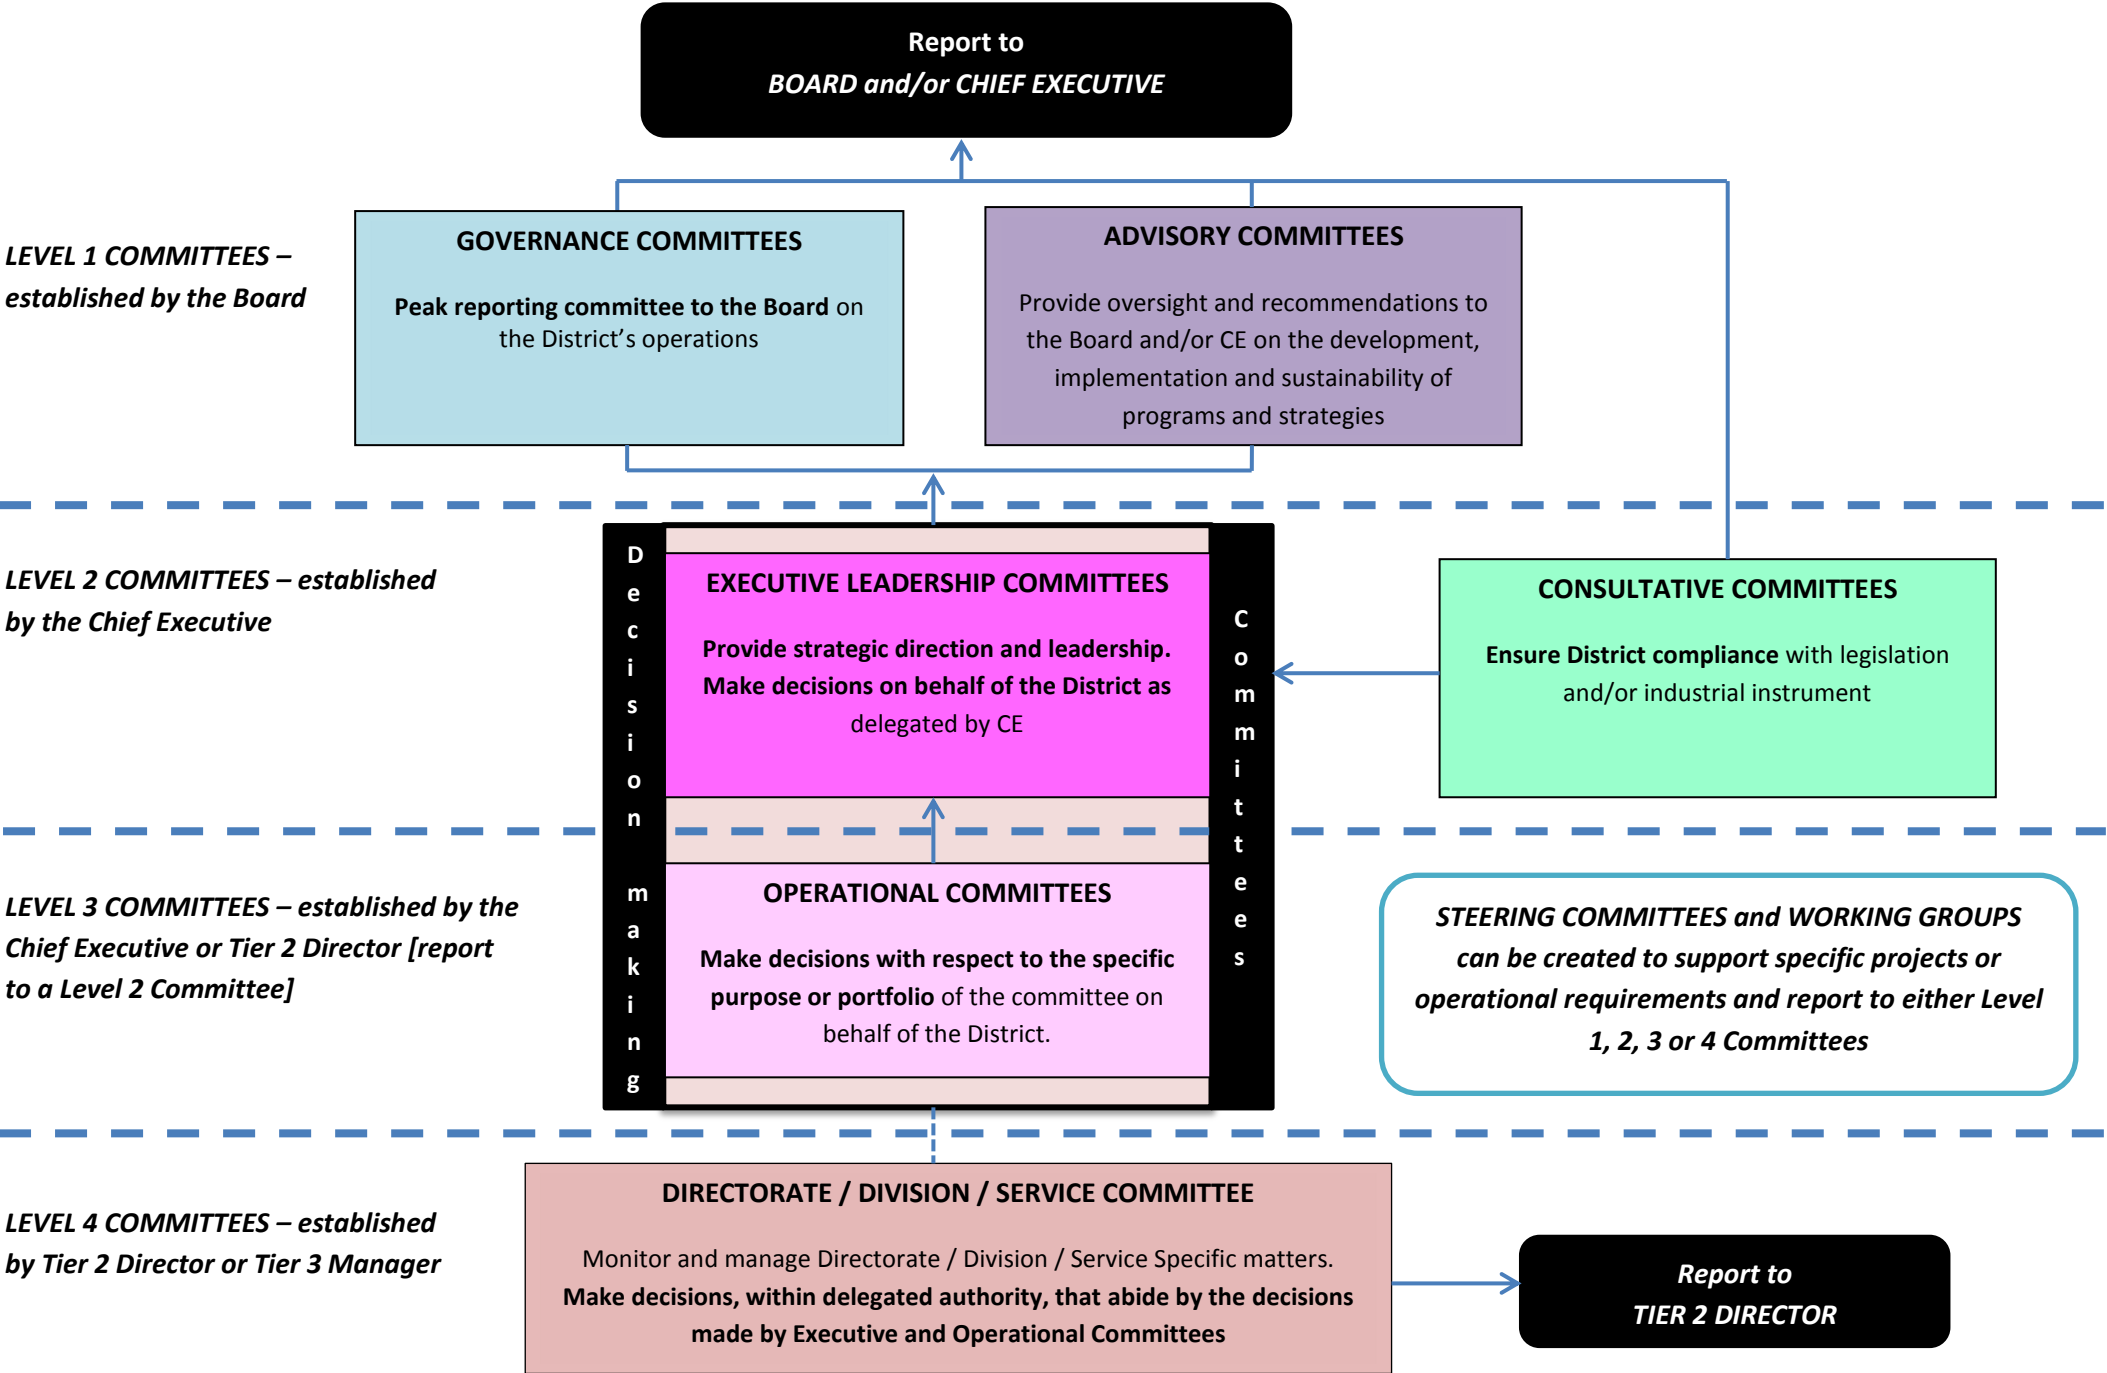 Report to
BOARD and/or CHIEF EXECUTIVE
LEVEL 1 COMMITTEES –
established by the Board
GOVERNANCE COMMITTEES
Peak reporting committee to the Board on
the District’s operations
ADVISORY COMMITTEES
Provide oversight and recommendations to
the Board and/or CE on the development,
implementation and sustainability of
programs and strategies
LEVEL 2 COMMITTEES – established
by the Chief Executive
Decision making
EXECUTIVE LEADERSHIP COMMITTEES
Provide strategic direction and leadership.
Make decisions on behalf of the District as
delegated by CE
Committees
CONSULTATIVE COMMITTEES
Ensure District compliance with legislation
and/or industrial instrument
LEVEL 3 COMMITTEES – established by the
Chief Executive or Tier 2 Director [report
to a Level 2 Committee]
OPERATIONAL COMMITTEES
Make decisions with respect to the specific
purpose or portfolio of the committee on
behalf of the District.
STEERING COMMITTEES and WORKING GROUPS
can be created to support specific projects or
operational requirements and report to either Level
1, 2, 3 or 4 Committees
LEVEL 4 COMMITTEES – established
by Tier 2 Director or Tier 3 Manager
DIRECTORATE / DIVISION / SERVICE COMMITTEE
Monitor and manage Directorate / Division / Service Specific matters.
Make decisions, within delegated authority, that abide by the decisions
made by Executive and Operational Committees
Report to
TIER 2 DIRECTOR